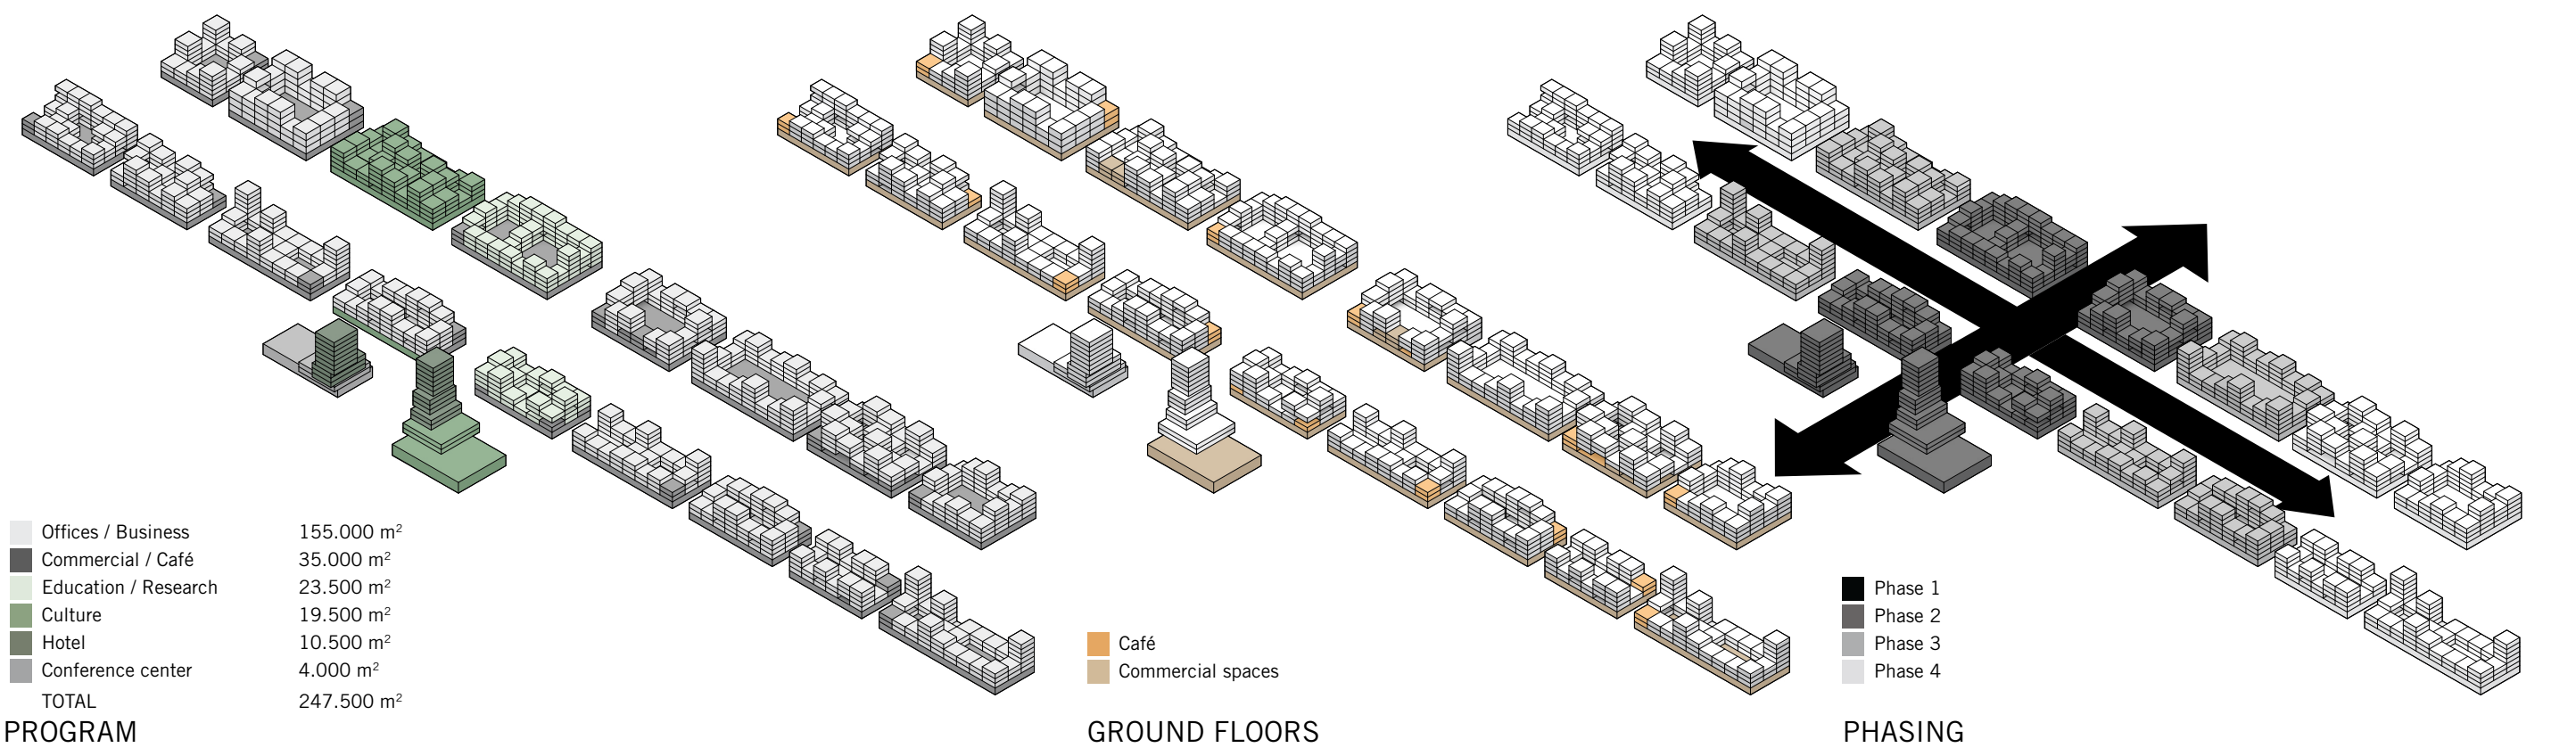 Offices / Business 155.000 m²
Commercial / Café 35.000 m²
Education / Research 23.500 m²
Culture 19.500 m²
Hotel 10.500 m²
Conference center 4.000 m²
TOTAL 247.500 m²
PROGRAM
Café
Commercial spaces
GROUND FLOORS
Phase 1
Phase 2
Phase 3
Phase 4
PHASING